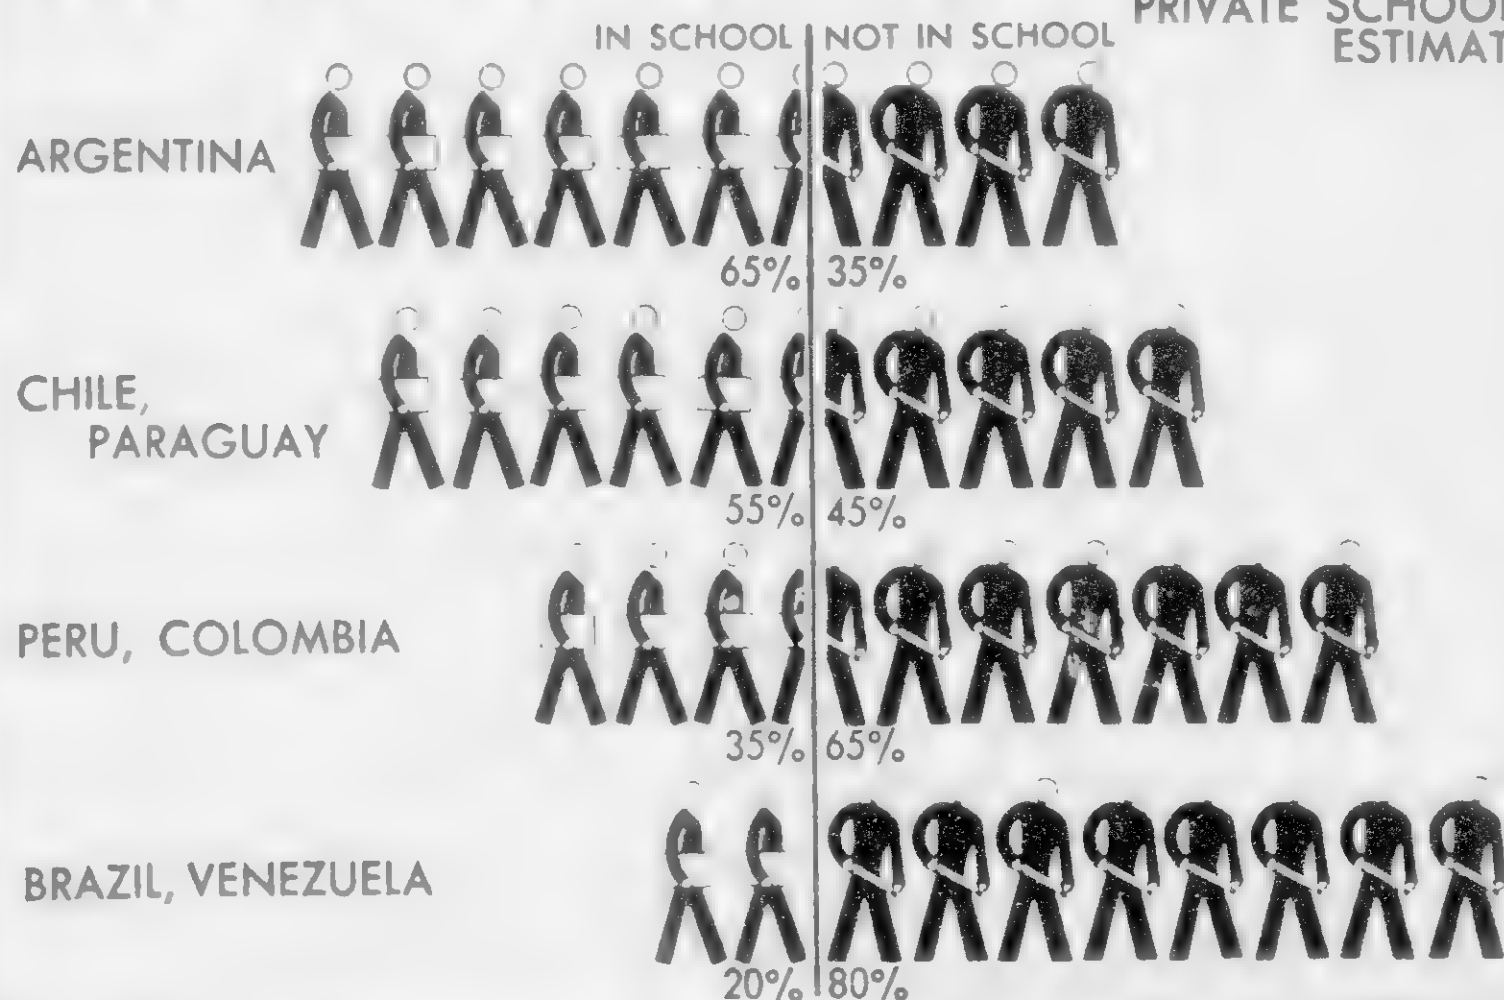 PRIVATE
IN SCHOOL NOT IN SCHOOL
ARGENTINA
65% 35%
CHILE,
PARAGUAY
55% 45%
PERU, COLOMBIA
35% 65%
BRAZIL, VENEZUELA
20% 80%